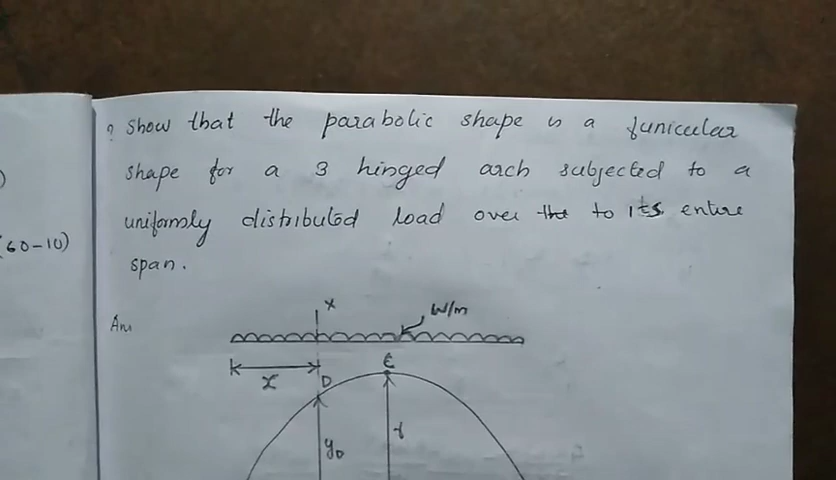 ? Show that the parabolic shape is a funicular
shape for a 3 hinged arch subjected to a
uniformly distributed load over the to its entire
span.
)
(60-10)
Ans
x
W/m
x
D
C
y₀
r